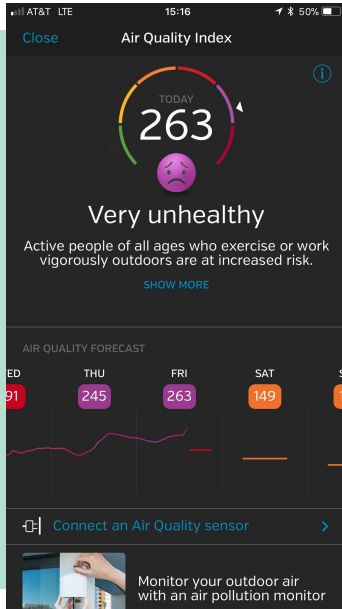 AT&T LTE 15:16 50%
Close Air Quality Index
TODAY
263
Very unhealthy
Active people of all ages who exercise or work
vigorously outdoors are at increased risk.
SHOW MORE
AIR QUALITY FORECAST
ED THU FRI SAT S
91 245 263 149
Connect an Air Quality sensor
Monitor your outdoor air
with an air pollution monitor